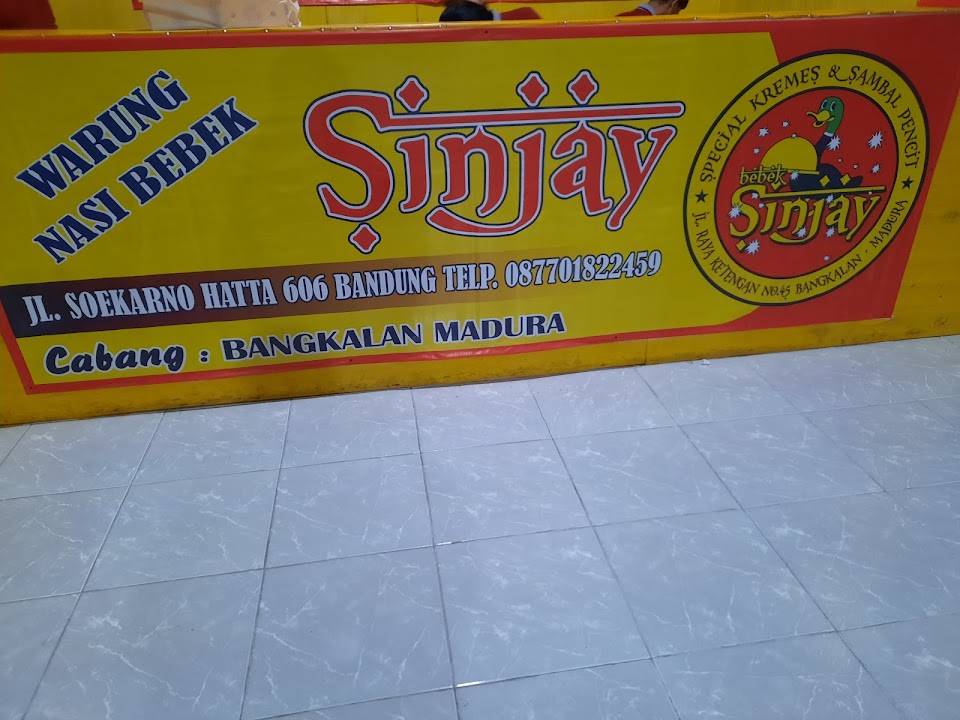 WARUNG
NASI BEBEK
Sinjay
JL. SOEKARNO HATTA 606 BANDUNG TELP. 087701822459
Cabang : BANGKALAN MADURA
SPECIAL KREMES & SAMBAL PENCIT
bebek
Sinjay
JL. RAYA KETENGAN NO.45 BANGKALAN - MADURA